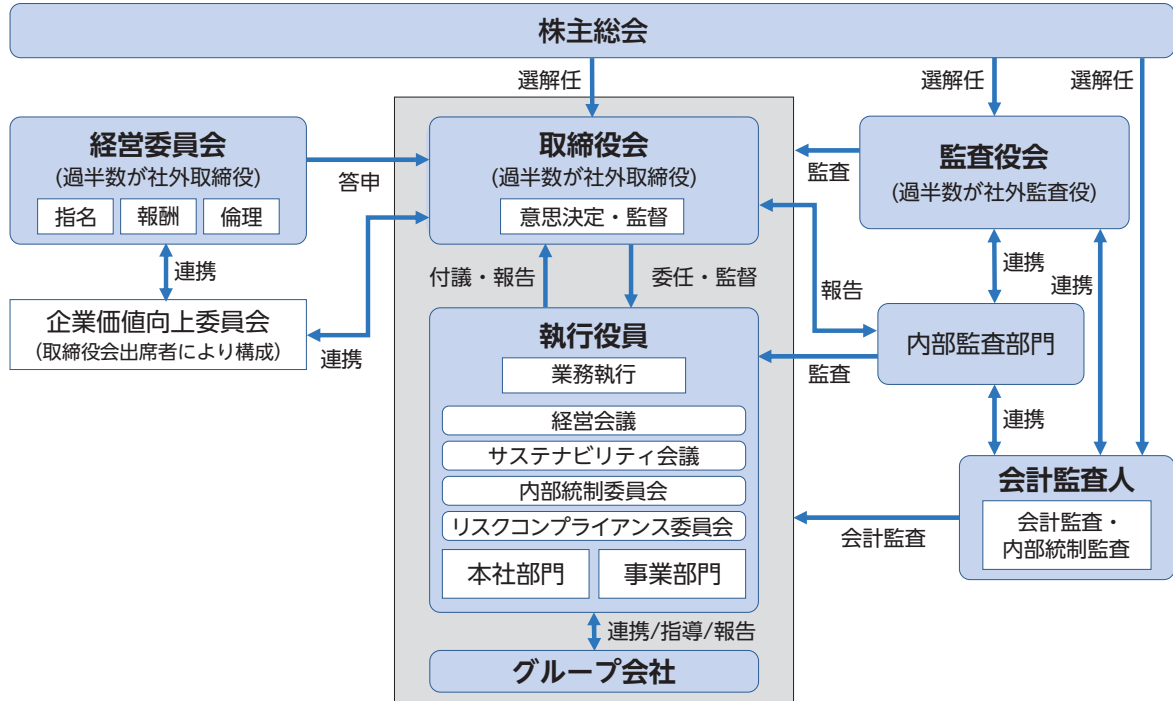 株主総会
選解任
選解任
選解任
経営委員会
(過半数が社外取締役)
指名
報酬
倫理
答申
取締役会
(過半数が社外取締役)
意思決定・監督
監査
監査役会
(過半数が社外監査役)
連携
付議・報告
委任・監督
報告
連携
連携
企業価値向上委員会
(取締役会出席者により構成)
連携
執行役員
業務執行
監査
内部監査部門
経営会議
サステナビリティ会議
内部統制委員会
リスクコンプライアンス委員会
連携
本社部門
事業部門
会計監査
会計監査人
会計監査・
内部統制監査
連携/指導/報告
グループ会社